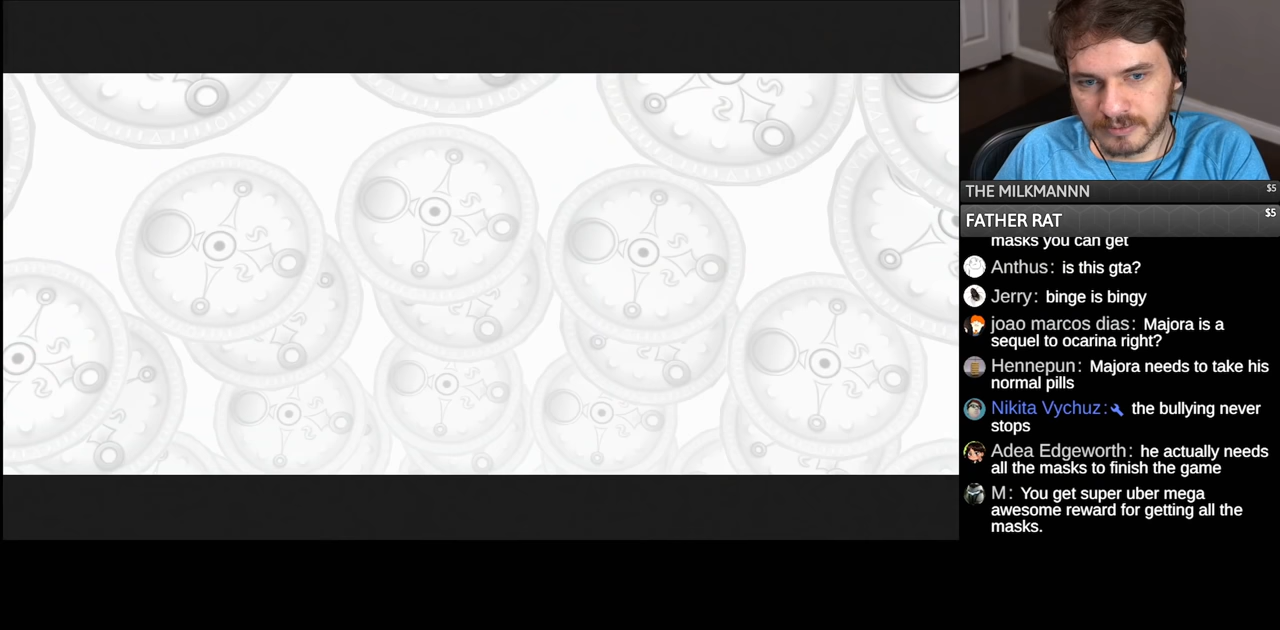 THE MILKMANNN $5
FATHER RAT $5
masks you can get
Anthus: is this gta?
Jerry: binge is bingy
joao marcos dias: Majora is a
sequel to ocarina right?
Hennepun: Majora needs to take his
normal pills
Nikita Vychuz: the bullying never
stops
Adea Edgeworth: he actually needs
all the masks to finish the game
M: You get super uber mega
awesome reward for getting all the
masks.